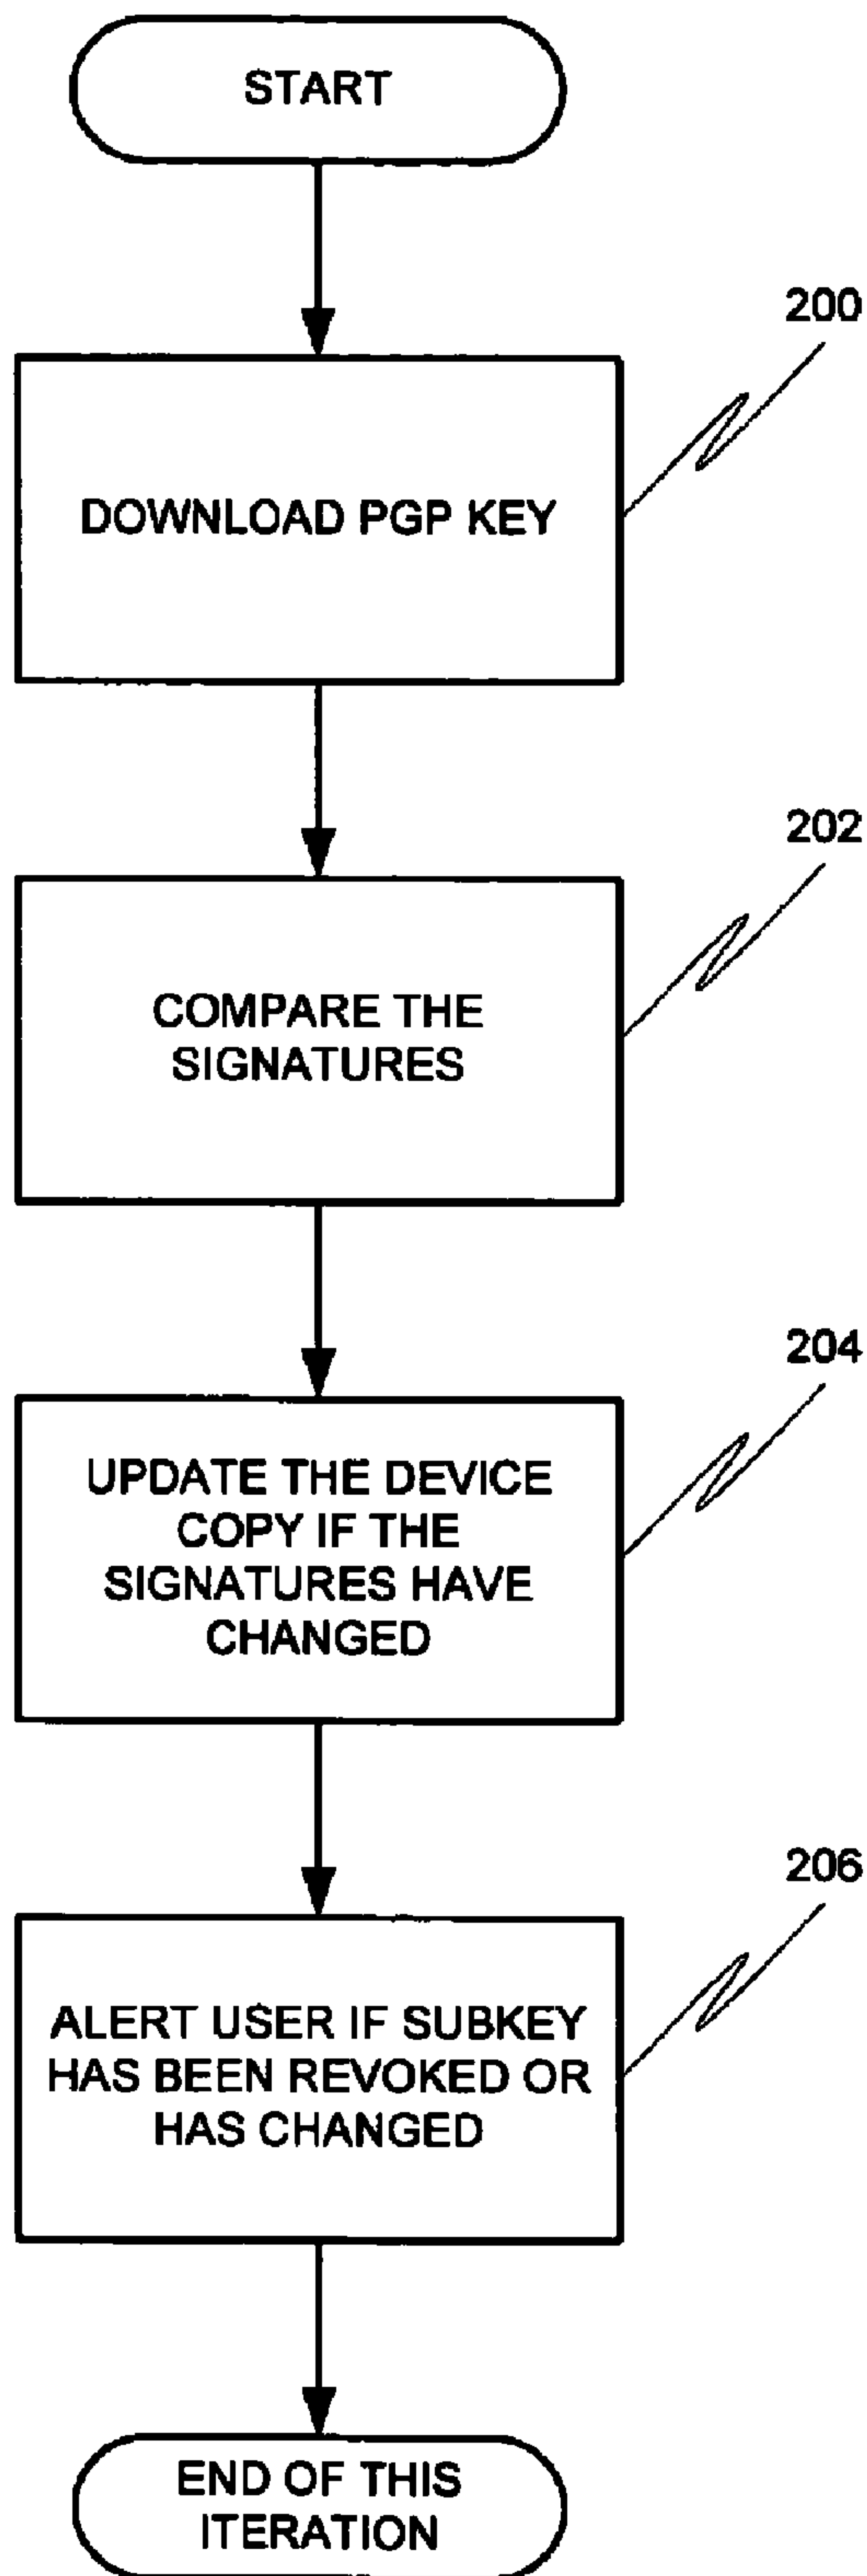 START
200
DOWNLOAD PGP KEY
202
COMPARE THE
SIGNATURES
204
UPDATE THE DEVICE
COPY IF THE
SIGNATURES HAVE
CHANGED
206
ALERT USER IF SUBKEY
HAS BEEN REVOKED OR
HAS CHANGED
END OF THIS
ITERATION